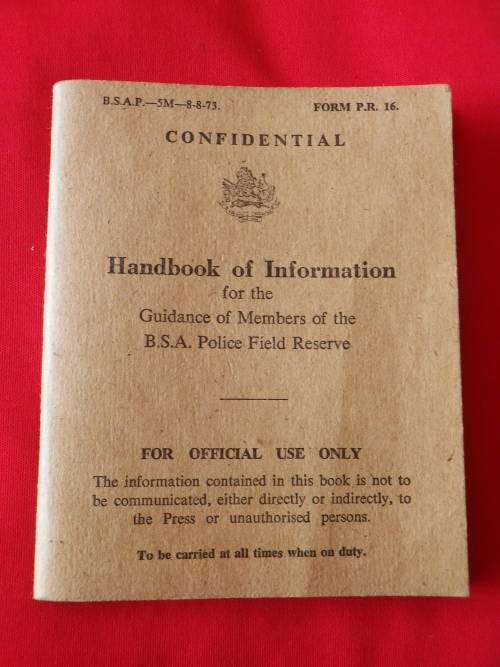 B.S.A.P.—5M—8-8-73. FORM P.R. 16.
CONFIDENTIAL
Handbook of Information
for the
Guidance of Members of the
B.S.A. Police Field Reserve
FOR OFFICIAL USE ONLY
The information contained in this book is not to
be communicated, either directly or indirectly, to
the Press or unauthorised persons.
To be carried at all times when on duty.